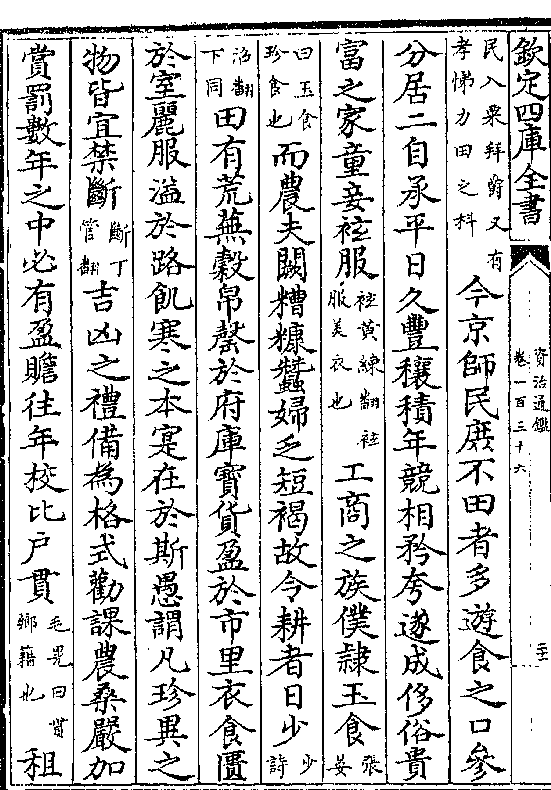 欽定四庫全書
資治通鑑
卷一百三十六
民入粟拜爵又有孝悌力田之科今京師民庶不田者多遊食之口參
分居二自承平日久豐穰積年競相矜夸遂成侈俗貴
富之家童妾袨服袨黄練翻袨服美衣也工商之族僕隸玉食張晏
曰玉食珍食也而農夫闕糟糠蠶婦乏短褐故令耕者日少少詩
沼翻下同田有荒蕪穀帛罄於府庫寶貨盈於市里衣食匱
於室麗服溢於路飢寒之本寔在於斯愚謂凡珍異之
物皆宜禁斷斷丁管翻吉凶之禮備為格式勸課農桑嚴加
賞罰數年之中必有盈贍往年校比户貫毛晃曰貫鄉籍也租